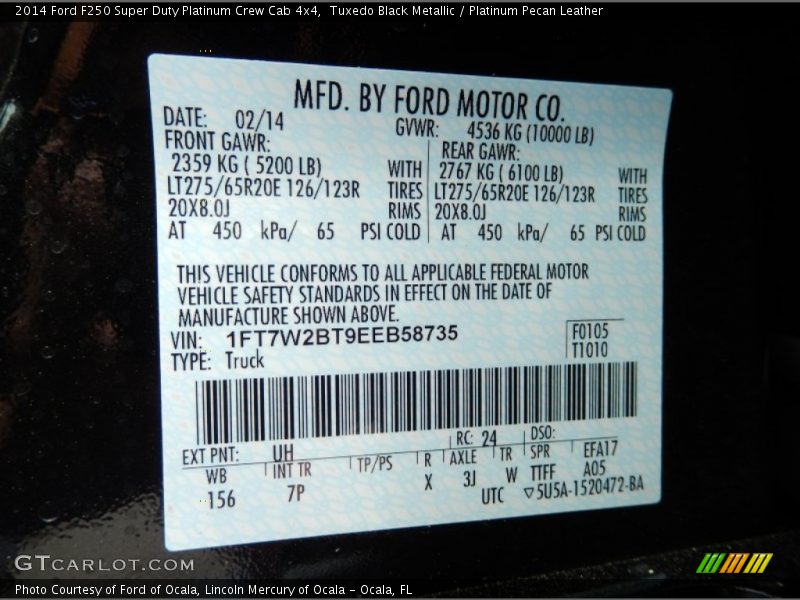 2014 Ford F250 Super Duty Platinum Crew Cab 4x4,  Tuxedo Black Metallic / Platinum Pecan Leather
MFD. BY FORD MOTOR CO.
DATE: 02/14 GVWR: 4536 KG (10000 LB)
FRONT GAWR: REAR GAWR:
2359 KG ( 5200 LB) WITH 2767 KG ( 6100 LB) WITH
LT275/65R20E 126/123R TIRES LT275/65R20E 126/123R TIRES
20X8.0J RIMS 20X8.0J RIMS
AT 450 kPa/ 65 PSI COLD AT 450 kPa/ 65 PSI COLD
THIS VEHICLE CONFORMS TO ALL APPLICABLE FEDERAL MOTOR
VEHICLE SAFETY STANDARDS IN EFFECT ON THE DATE OF
MANUFACTURE SHOWN ABOVE.
VIN: 1FT7W2BT9EEB58735 F0105
TYPE: Truck T1010
EXT PNT: UH RC: 24 DSO:
WB INT TR TP/PS R AXLE TR SPR EFA17
156 7P X 3J W TTFF A05
UTC ▽5U5A-1520472-BA
GTCARLOT.COM
Photo Courtesy of Ford of Ocala, Lincoln Mercury of Ocala - Ocala, FL